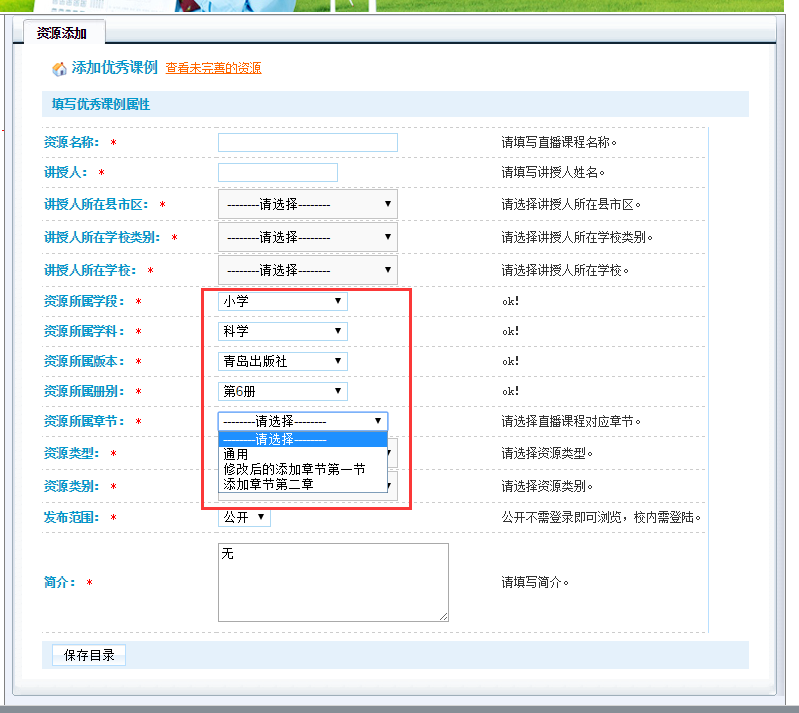 资源添加
添加优秀课例 查看未完善的资源
填写优秀课例属性
资源名称： * 请填写直播课程名称。
讲授人： * 请填写讲授人姓名。
讲授人所在县市区： * --------请选择-------- 请选择讲授人所在县市区。
讲授人所在学校类别： * --------请选择-------- 请选择讲授人所在学校类别。
讲授人所在学校： * --------请选择-------- 请选择讲授人所在学校。
资源所属学段： * 小学 ok!
资源所属学科： * 科学 ok!
资源所属版本： * 青岛出版社 ok!
资源所属册别： * 第6册 ok!
资源所属章节： * --------请选择-------- 请选择直播课程对应章节。
--------请选择--------
通用
修改后的添加章节第一节
添加章节第二章
资源类型： * 请选择资源类型。
资源类别： * 请选择资源类别。
发布范围： * 公开 公开不需登录即可浏览，校内需登陆。
简介： * 无 请填写简介。
保存目录